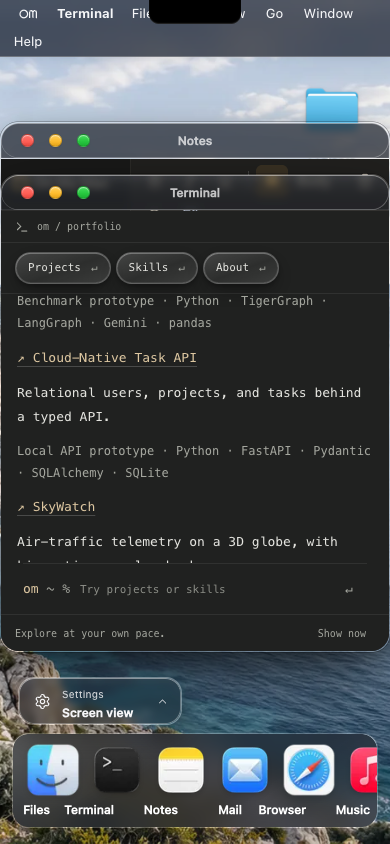 om Terminal File w Go Window
Help
Notes
Terminal
>_ om / portfolio
Projects ↵ Skills ↵ About ↵
Benchmark prototype · Python · TigerGraph ·
LangGraph · Gemini · pandas
↗ Cloud-Native Task API
Relational users, projects, and tasks behind
a typed API.
Local API prototype · Python · FastAPI · Pydantic
· SQLAlchemy · SQLite
↗ SkyWatch
Air-traffic telemetry on a 3D globe, with
om ~ % Try projects or skills ↵
Explore at your own pace. Show now
Settings
Screen view
>_
Files Terminal Notes Mail Browser Music